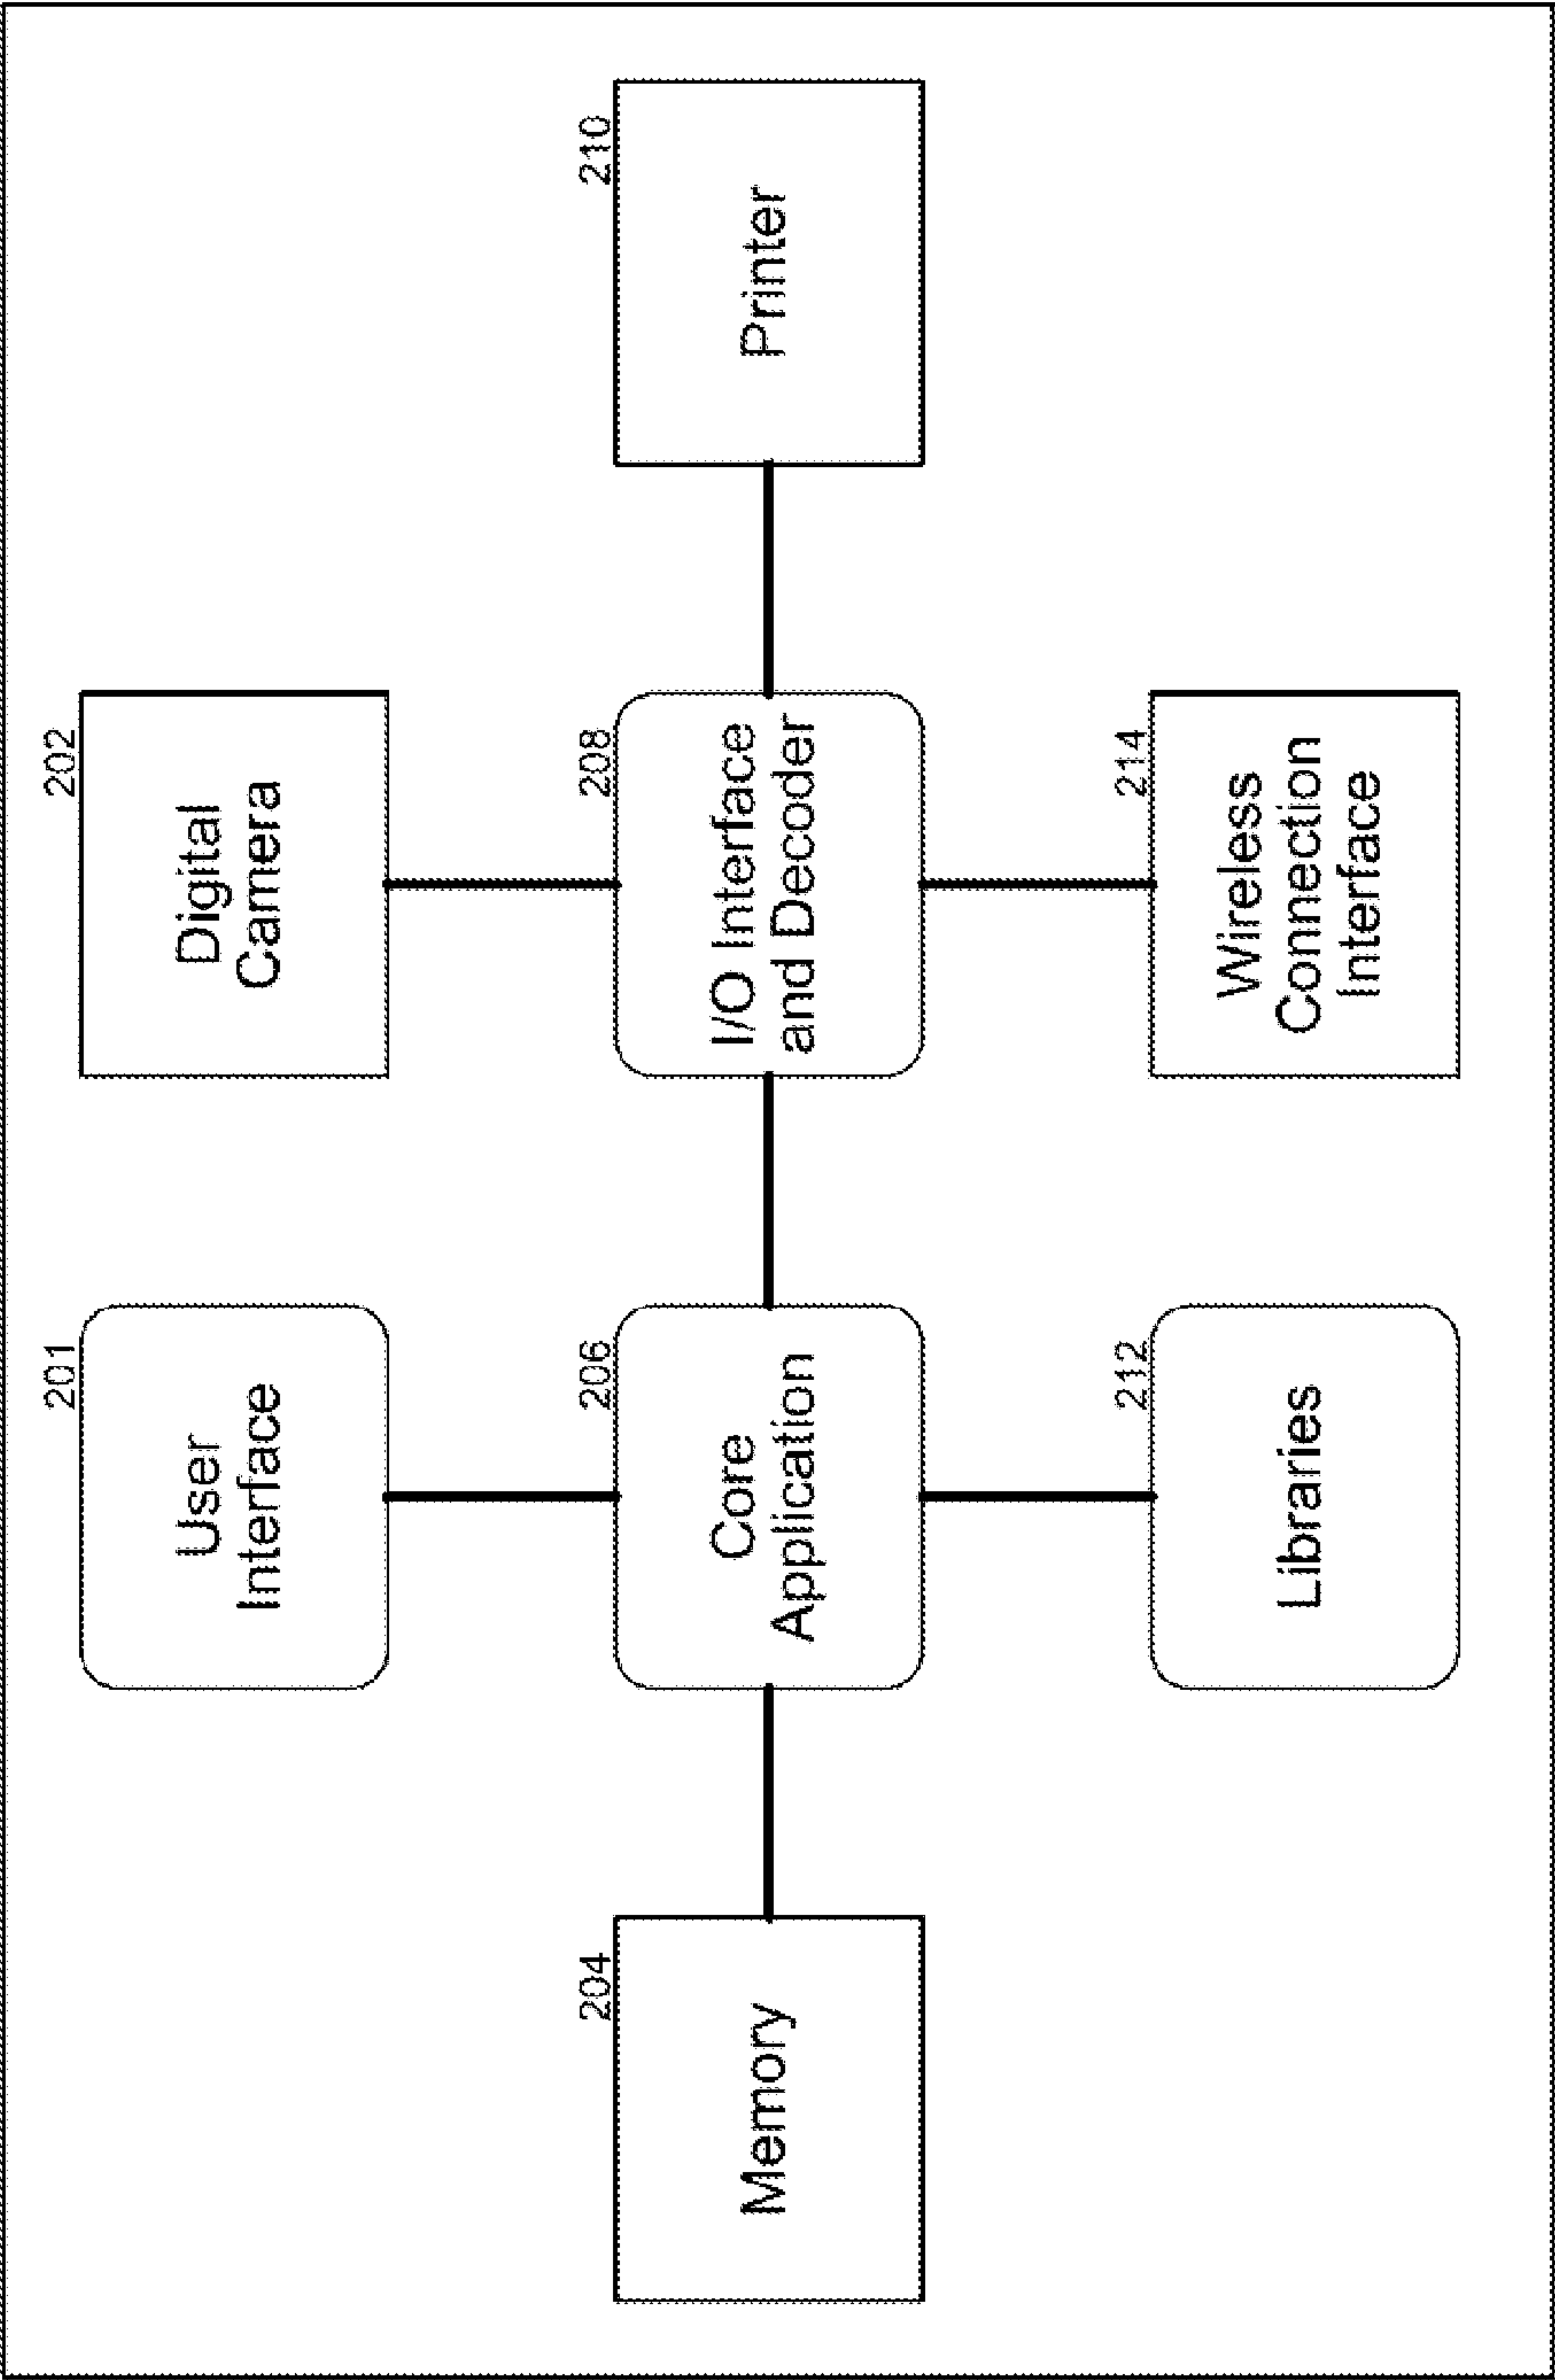 201
User
Interface
202
Digital
Camera
204
Memory
206
Core
Application
208
I/O Interface
and Decoder
210
Printer
212
Libraries
214
Wireless
Connection
Interface